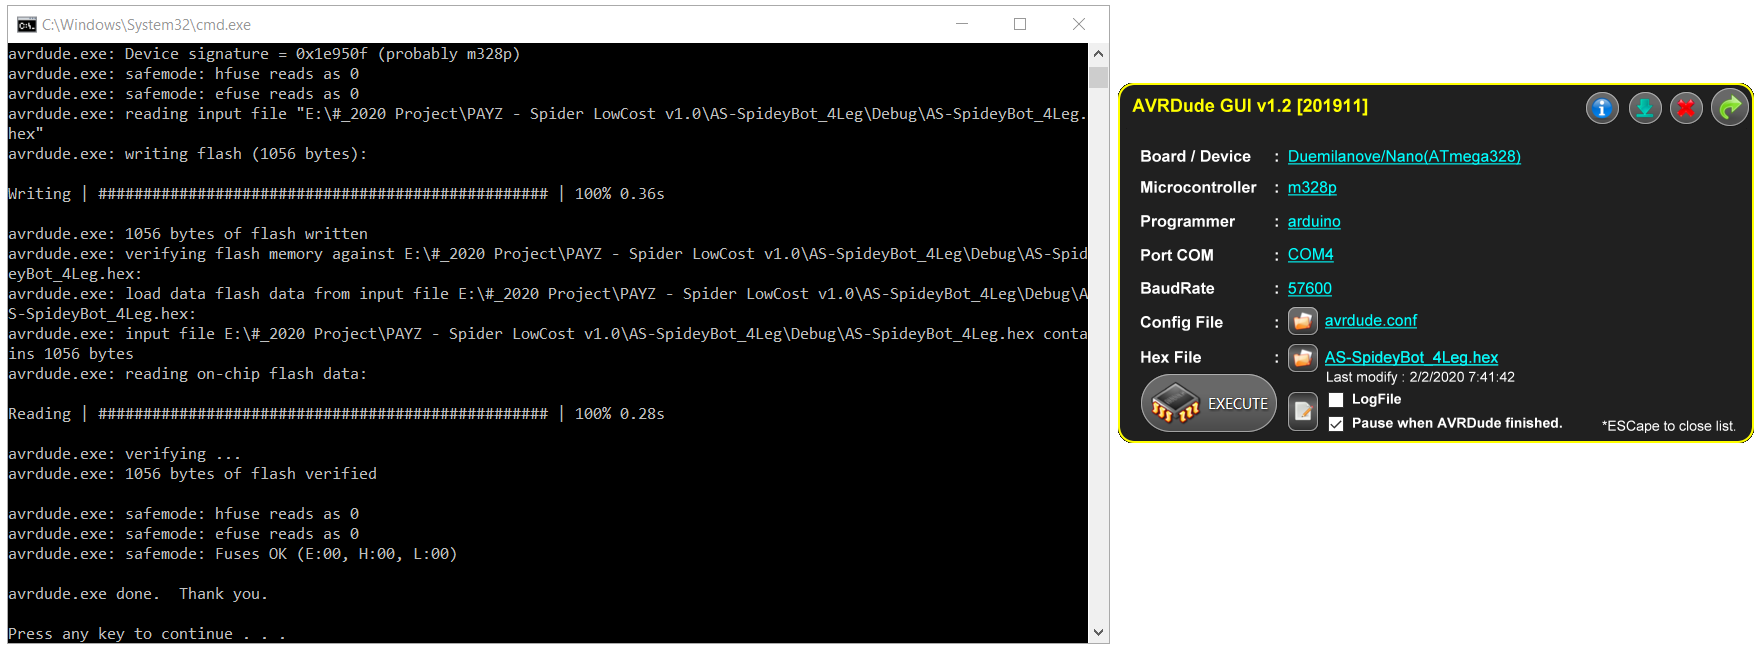 C:\Windows\System32\cmd.exe
avrdude.exe: Device signature = 0x1e950f (probably m328p)
avrdude.exe: safemode: hfuse reads as 0
avrdude.exe: safemode: efuse reads as 0
avrdude.exe: reading input file "E:\#_2020 Project\PAYZ - Spider LowCost v1.0\AS-SpideyBot_4Leg\Debug\AS-SpideyBot_4Leg.
hex"
avrdude.exe: writing flash (1056 bytes):
Writing | ################################################## | 100% 0.36s
avrdude.exe: 1056 bytes of flash written
avrdude.exe: verifying flash memory against E:\#_2020 Project\PAYZ - Spider LowCost v1.0\AS-SpideyBot_4Leg\Debug\AS-Spid
eyBot_4Leg.hex:
avrdude.exe: load data flash data from input file E:\#_2020 Project\PAYZ - Spider LowCost v1.0\AS-SpideyBot_4Leg\Debug\A
S-SpideyBot_4Leg.hex:
avrdude.exe: input file E:\#_2020 Project\PAYZ - Spider LowCost v1.0\AS-SpideyBot_4Leg\Debug\AS-SpideyBot_4Leg.hex conta
ins 1056 bytes
avrdude.exe: reading on-chip flash data:
Reading | ################################################## | 100% 0.28s
avrdude.exe: verifying ...
avrdude.exe: 1056 bytes of flash verified
avrdude.exe: safemode: hfuse reads as 0
avrdude.exe: safemode: efuse reads as 0
avrdude.exe: safemode: Fuses OK (E:00, H:00, L:00)
avrdude.exe done.  Thank you.
Press any key to continue . . .
AVRDude GUI v1.2 [201911]
Board / Device : Duemilanove/Nano(ATmega328)
Microcontroller : m328p
Programmer : arduino
Port COM : COM4
BaudRate : 57600
Config File : avrdude.conf
Hex File : AS-SpideyBot_4Leg.hex
Last modify : 2/2/2020 7:41:42
EXECUTE
LogFile
Pause when AVRDude finished.
*ESCape to close list.